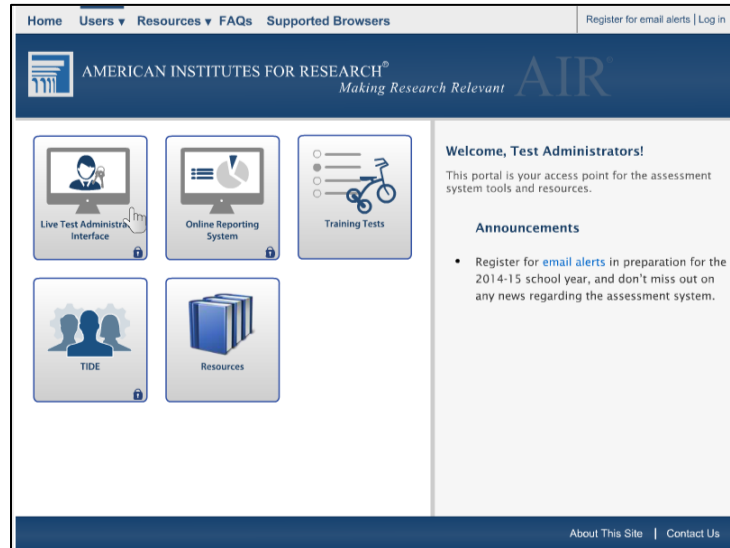 Home Users ▾ Resources ▾ FAQs Supported Browsers Register for email alerts | Log in
AMERICAN INSTITUTES FOR RESEARCH®
Making Research Relevant
AIR®
Live Test Administra
Interface
Online Reporting
System
Training Tests
TIDE
Resources
Welcome, Test Administrators!
This portal is your access point for the assessment
system tools and resources.
Announcements
• Register for email alerts in preparation for the
2014-15 school year, and don't miss out on
any news regarding the assessment system.
About This Site | Contact Us